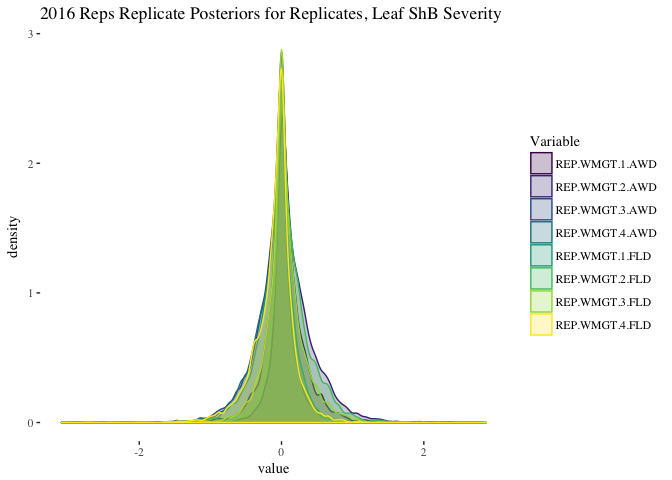 2016 Reps Replicate Posteriors for Replicates, Leaf ShB Severity
3
2
1
0
density
-2
0
2
value
Variable
REP.WMGT.1.AWD
REP.WMGT.2.AWD
REP.WMGT.3.AWD
REP.WMGT.4.AWD
REP.WMGT.1.FLD
REP.WMGT.2.FLD
REP.WMGT.3.FLD
REP.WMGT.4.FLD